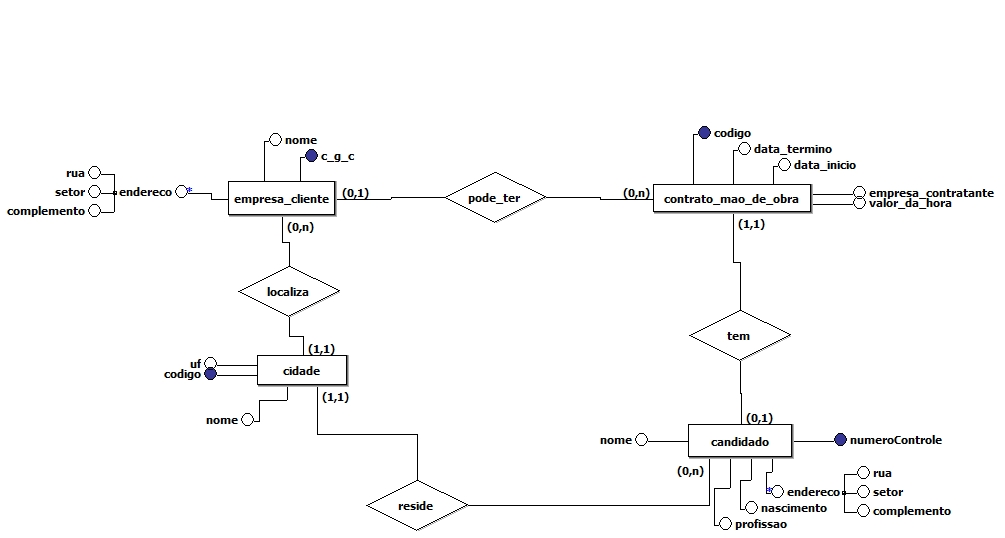 codigo
nome
data_termino
c_g_c
data_inicio
rua
setor
endereco
*
complemento
empresa_cliente
(0,1)
pode_ter
(0,n)
contrato_mao_de_obra
empresa_contratante
valor_da_hora
(0,n)
(1,1)
localiza
tem
(1,1)
uf
codigo
cidade
(1,1)
nome
(0,1)
nome
candidado
numeroControle
(0,n)
rua
*
endereco
setor
complemento
reside
nascimento
profissao